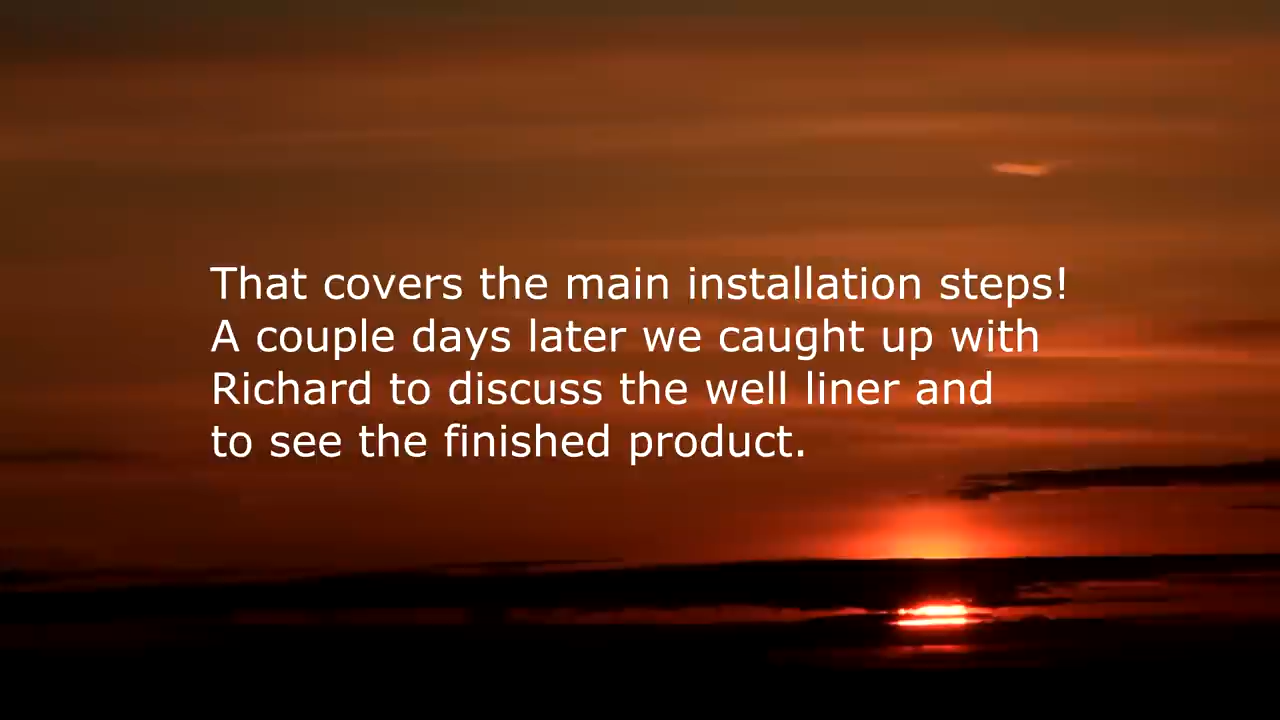 That covers the main installation steps!
A couple days later we caught up with
Richard to discuss the well liner and
to see the finished product.